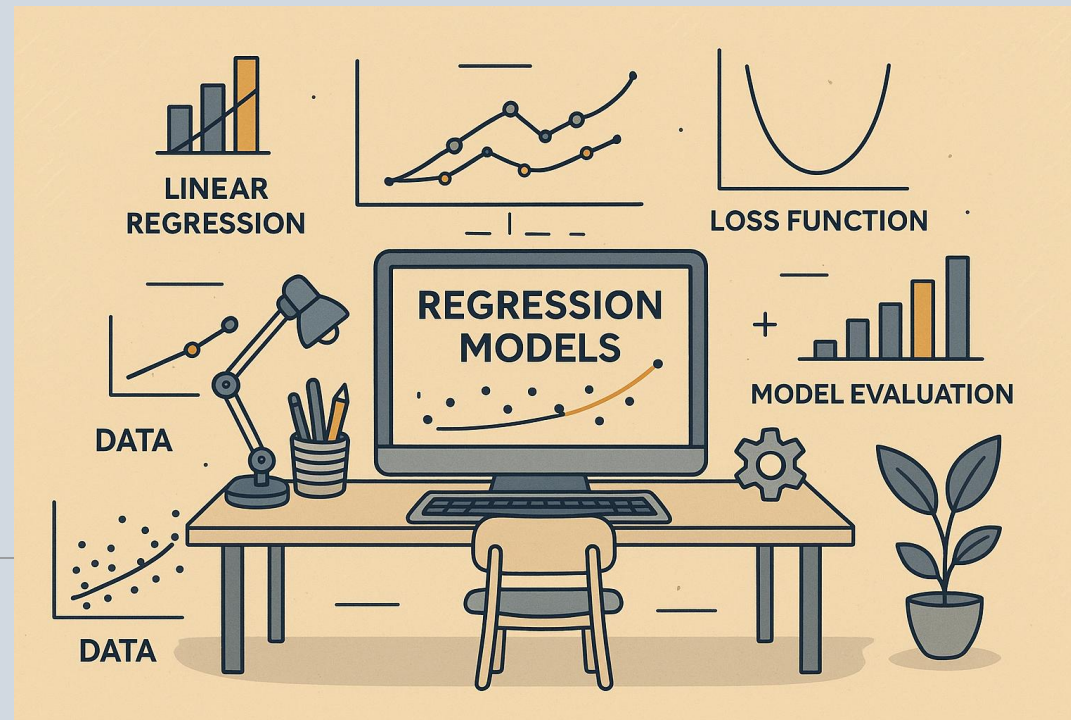 LINEAR
REGRESSION
LOSS FUNCTION
REGRESSION
MODELS
MODEL EVALUATION
DATA
DATA